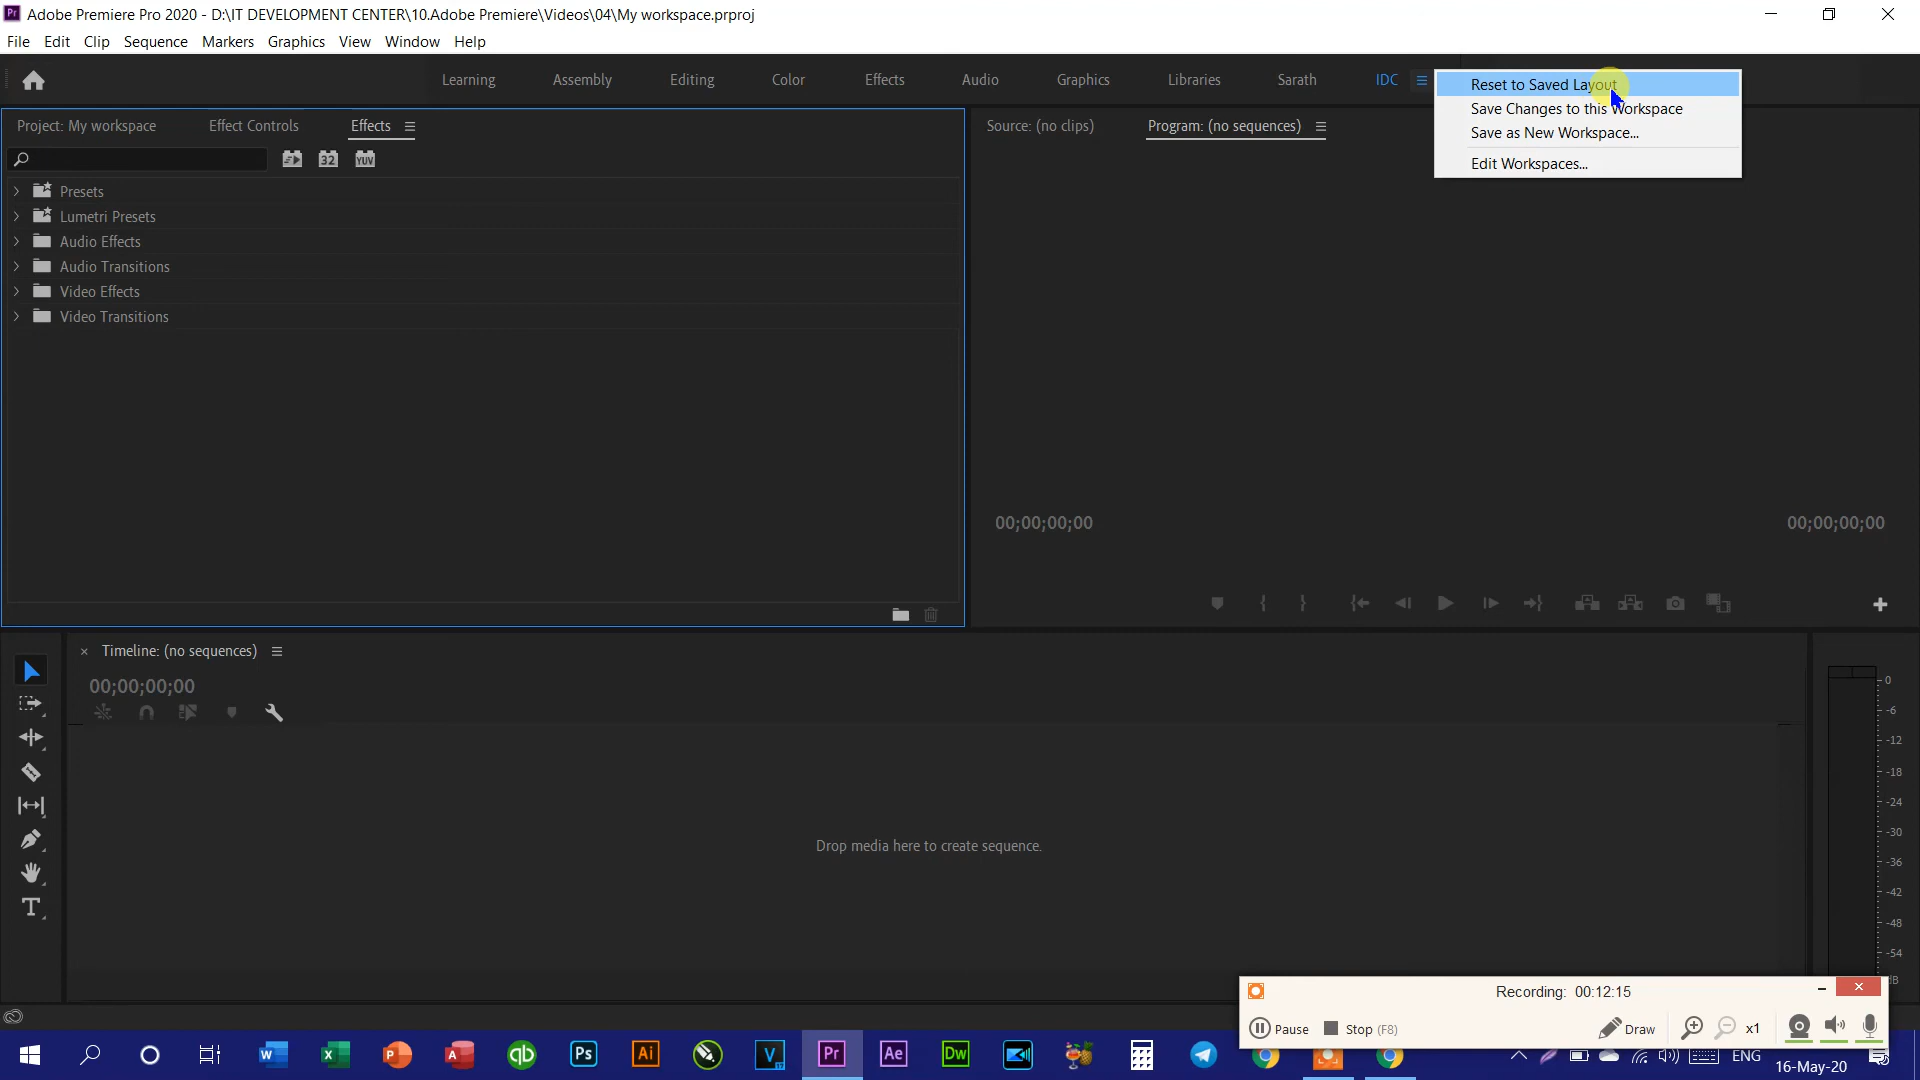 Adobe Premiere Pro 2020 - D:\IT DEVELOPMENT CENTER\10.Adobe Premiere\Videos\04\My workspace.prproj
File Edit Clip Sequence Markers Graphics View Window Help
Learning Assembly Editing Color Effects Audio Graphics Libraries Sarath IDC
Reset to Saved Layout
Save Changes to this Workspace
Save as New Workspace...
Edit Workspaces...
Project: My workspace Effect Controls Effects
Source: (no clips) Program: (no sequences)
32 YUV
Presets
Lumetri Presets
Audio Effects
Audio Transitions
Video Effects
Video Transitions
00;00;00;00 00;00;00;00
Timeline: (no sequences)
00;00;00;00
Drop media here to create sequence.
0
-6
-12
-18
-24
-30
-36
-42
-48
-54
dB
Recording: 00:12:15
Pause Stop (F8) Draw x1
ENG
16-May-20